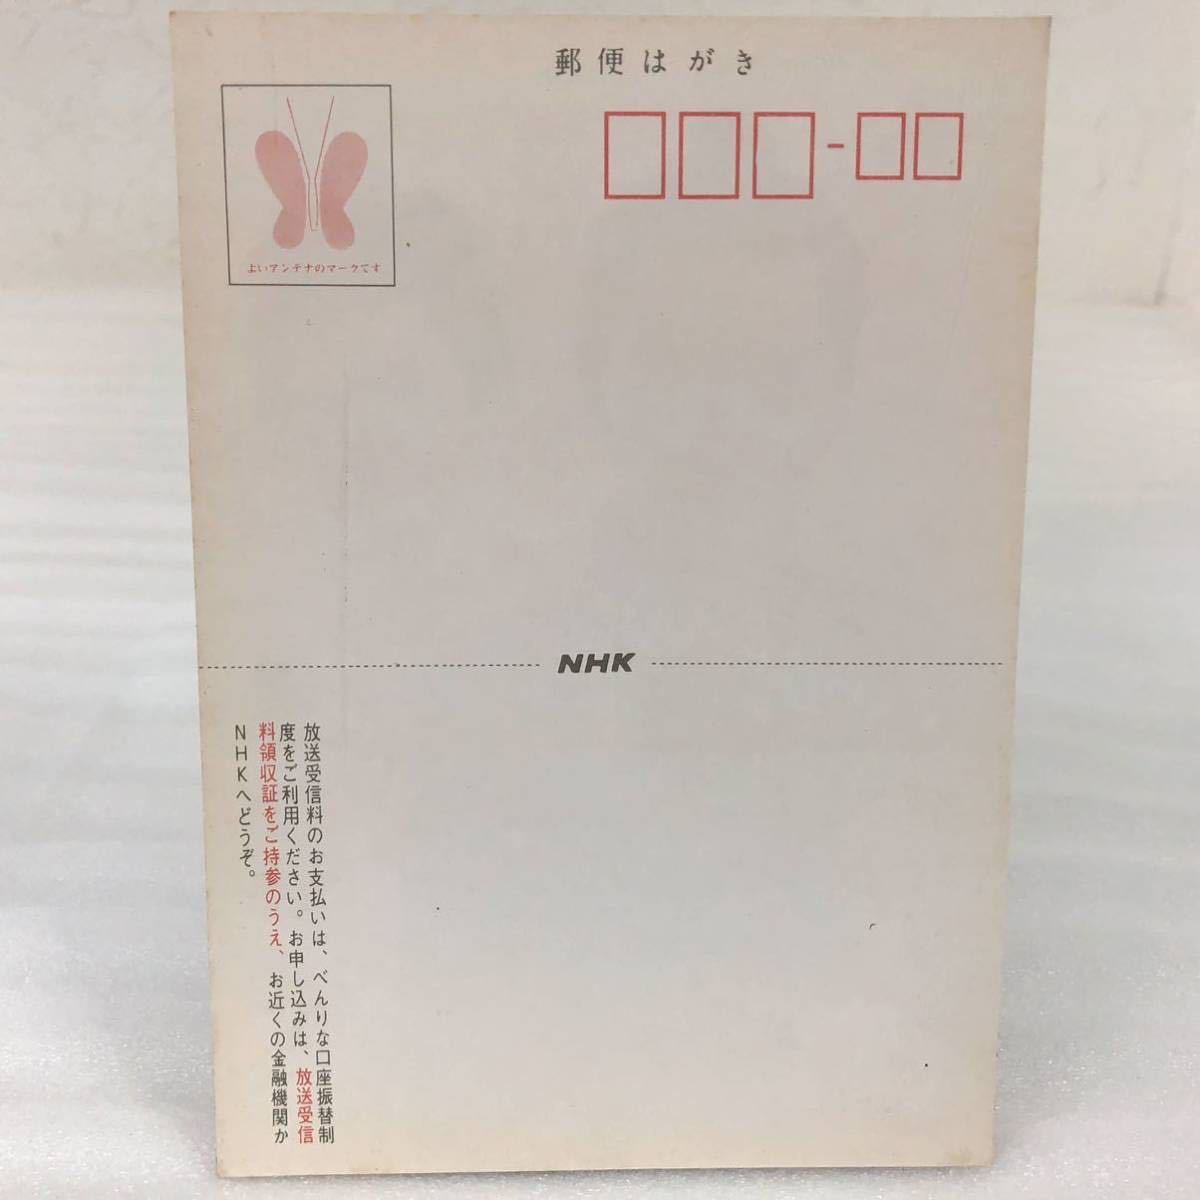 郵便はがき
よいアンテナのマークです
NHK
放送受信料のお支払いは、べんりな口座振替制
度をご利用ください。お申し込みは、放送受信
料領収証をご持参のうえ、お近くの金融機関か
NHKへどうぞ。